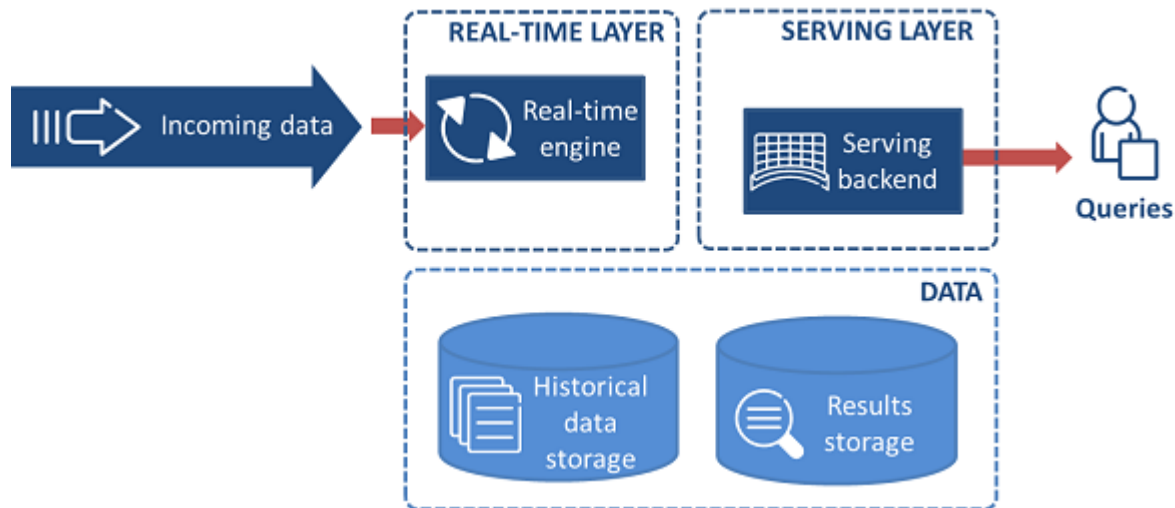 REAL-TIME LAYER
SERVING LAYER
Incoming data
Real-time
engine
Serving
backend
Queries
DATA
Historical
data
storage
Results
storage